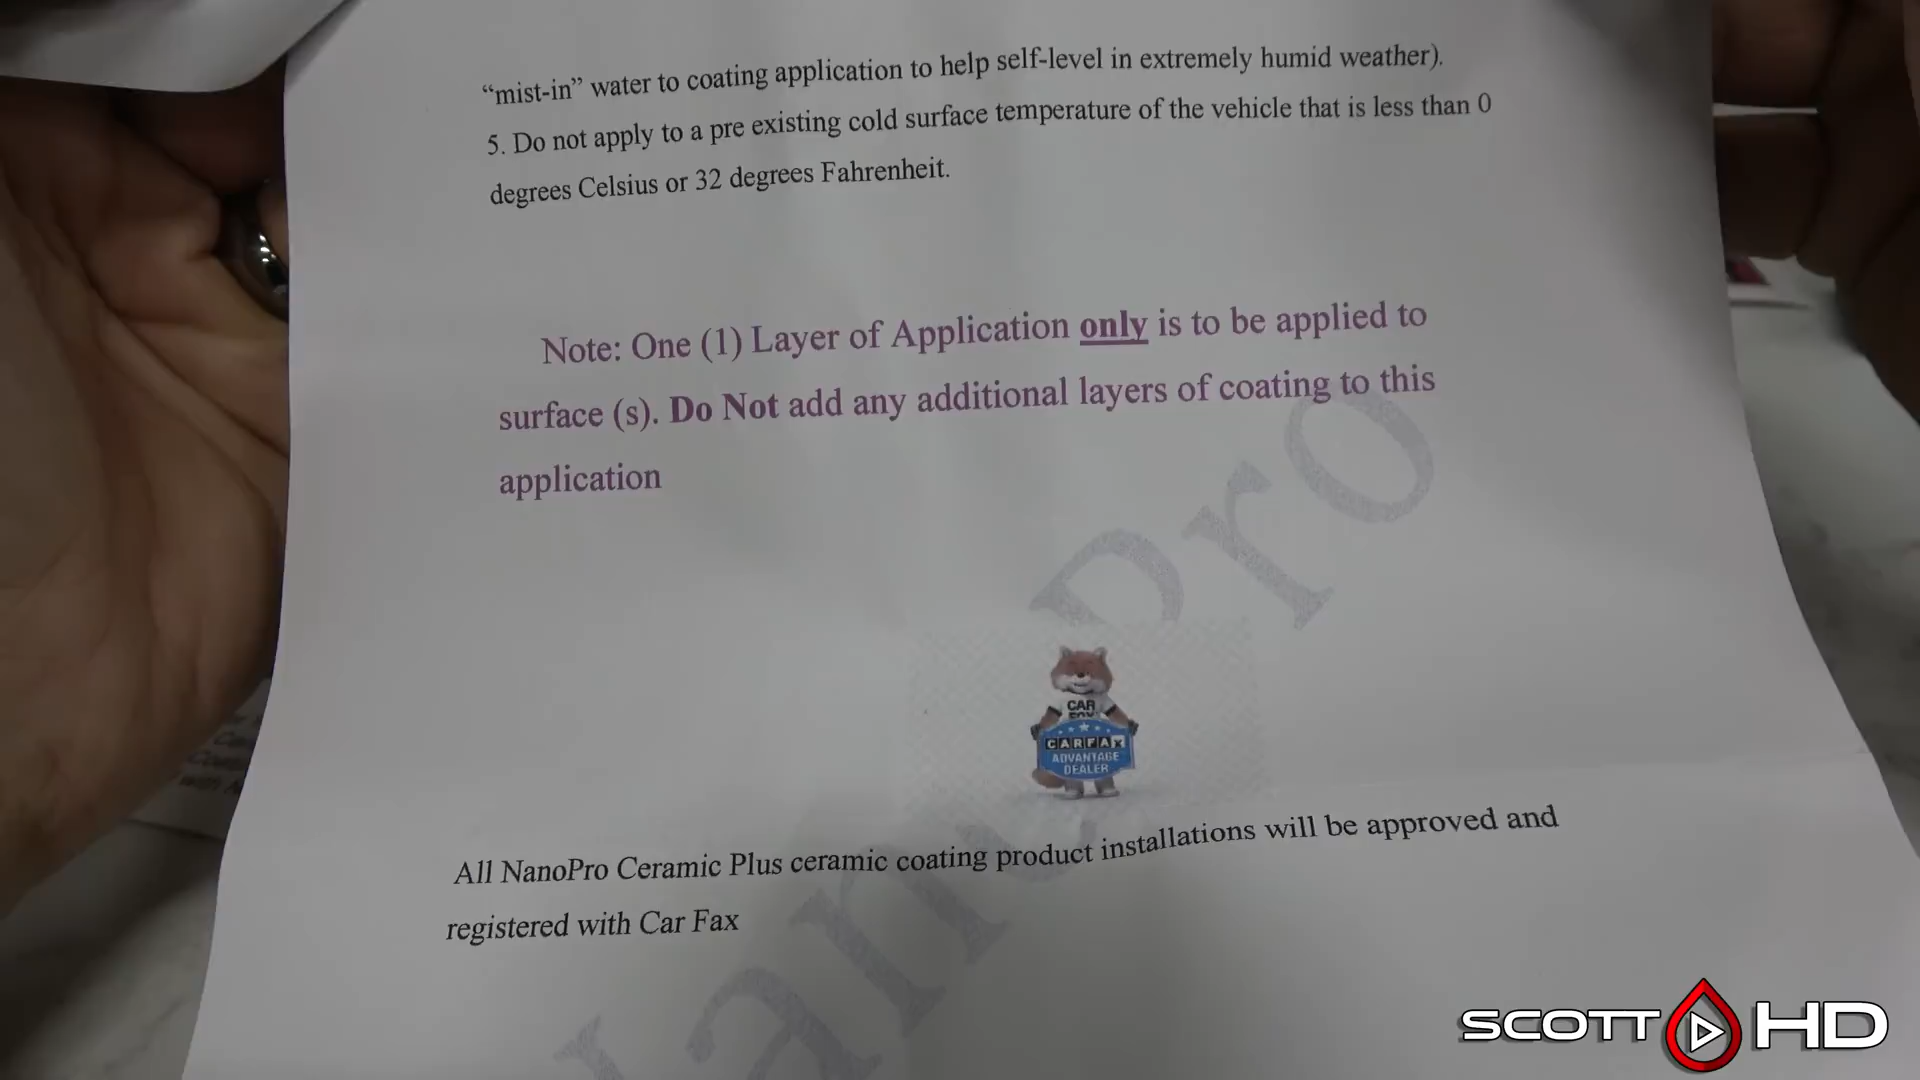 “mist-in” water to coating application to help self-level in extremely humid weather).
5. Do not apply to a pre existing cold surface temperature of the vehicle that is less than 0
degrees Celsius or 32 degrees Fahrenheit.
Note: One (1) Layer of Application only is to be applied to
surface (s). Do Not add any additional layers of coating to this
application
Pro
CAR
FOX
CARFAX
ADVANTAGE
DEALER
All NanoPro Ceramic Plus ceramic coating product installations will be approved and
registered with Car Fax
Nano
SCOTT HD